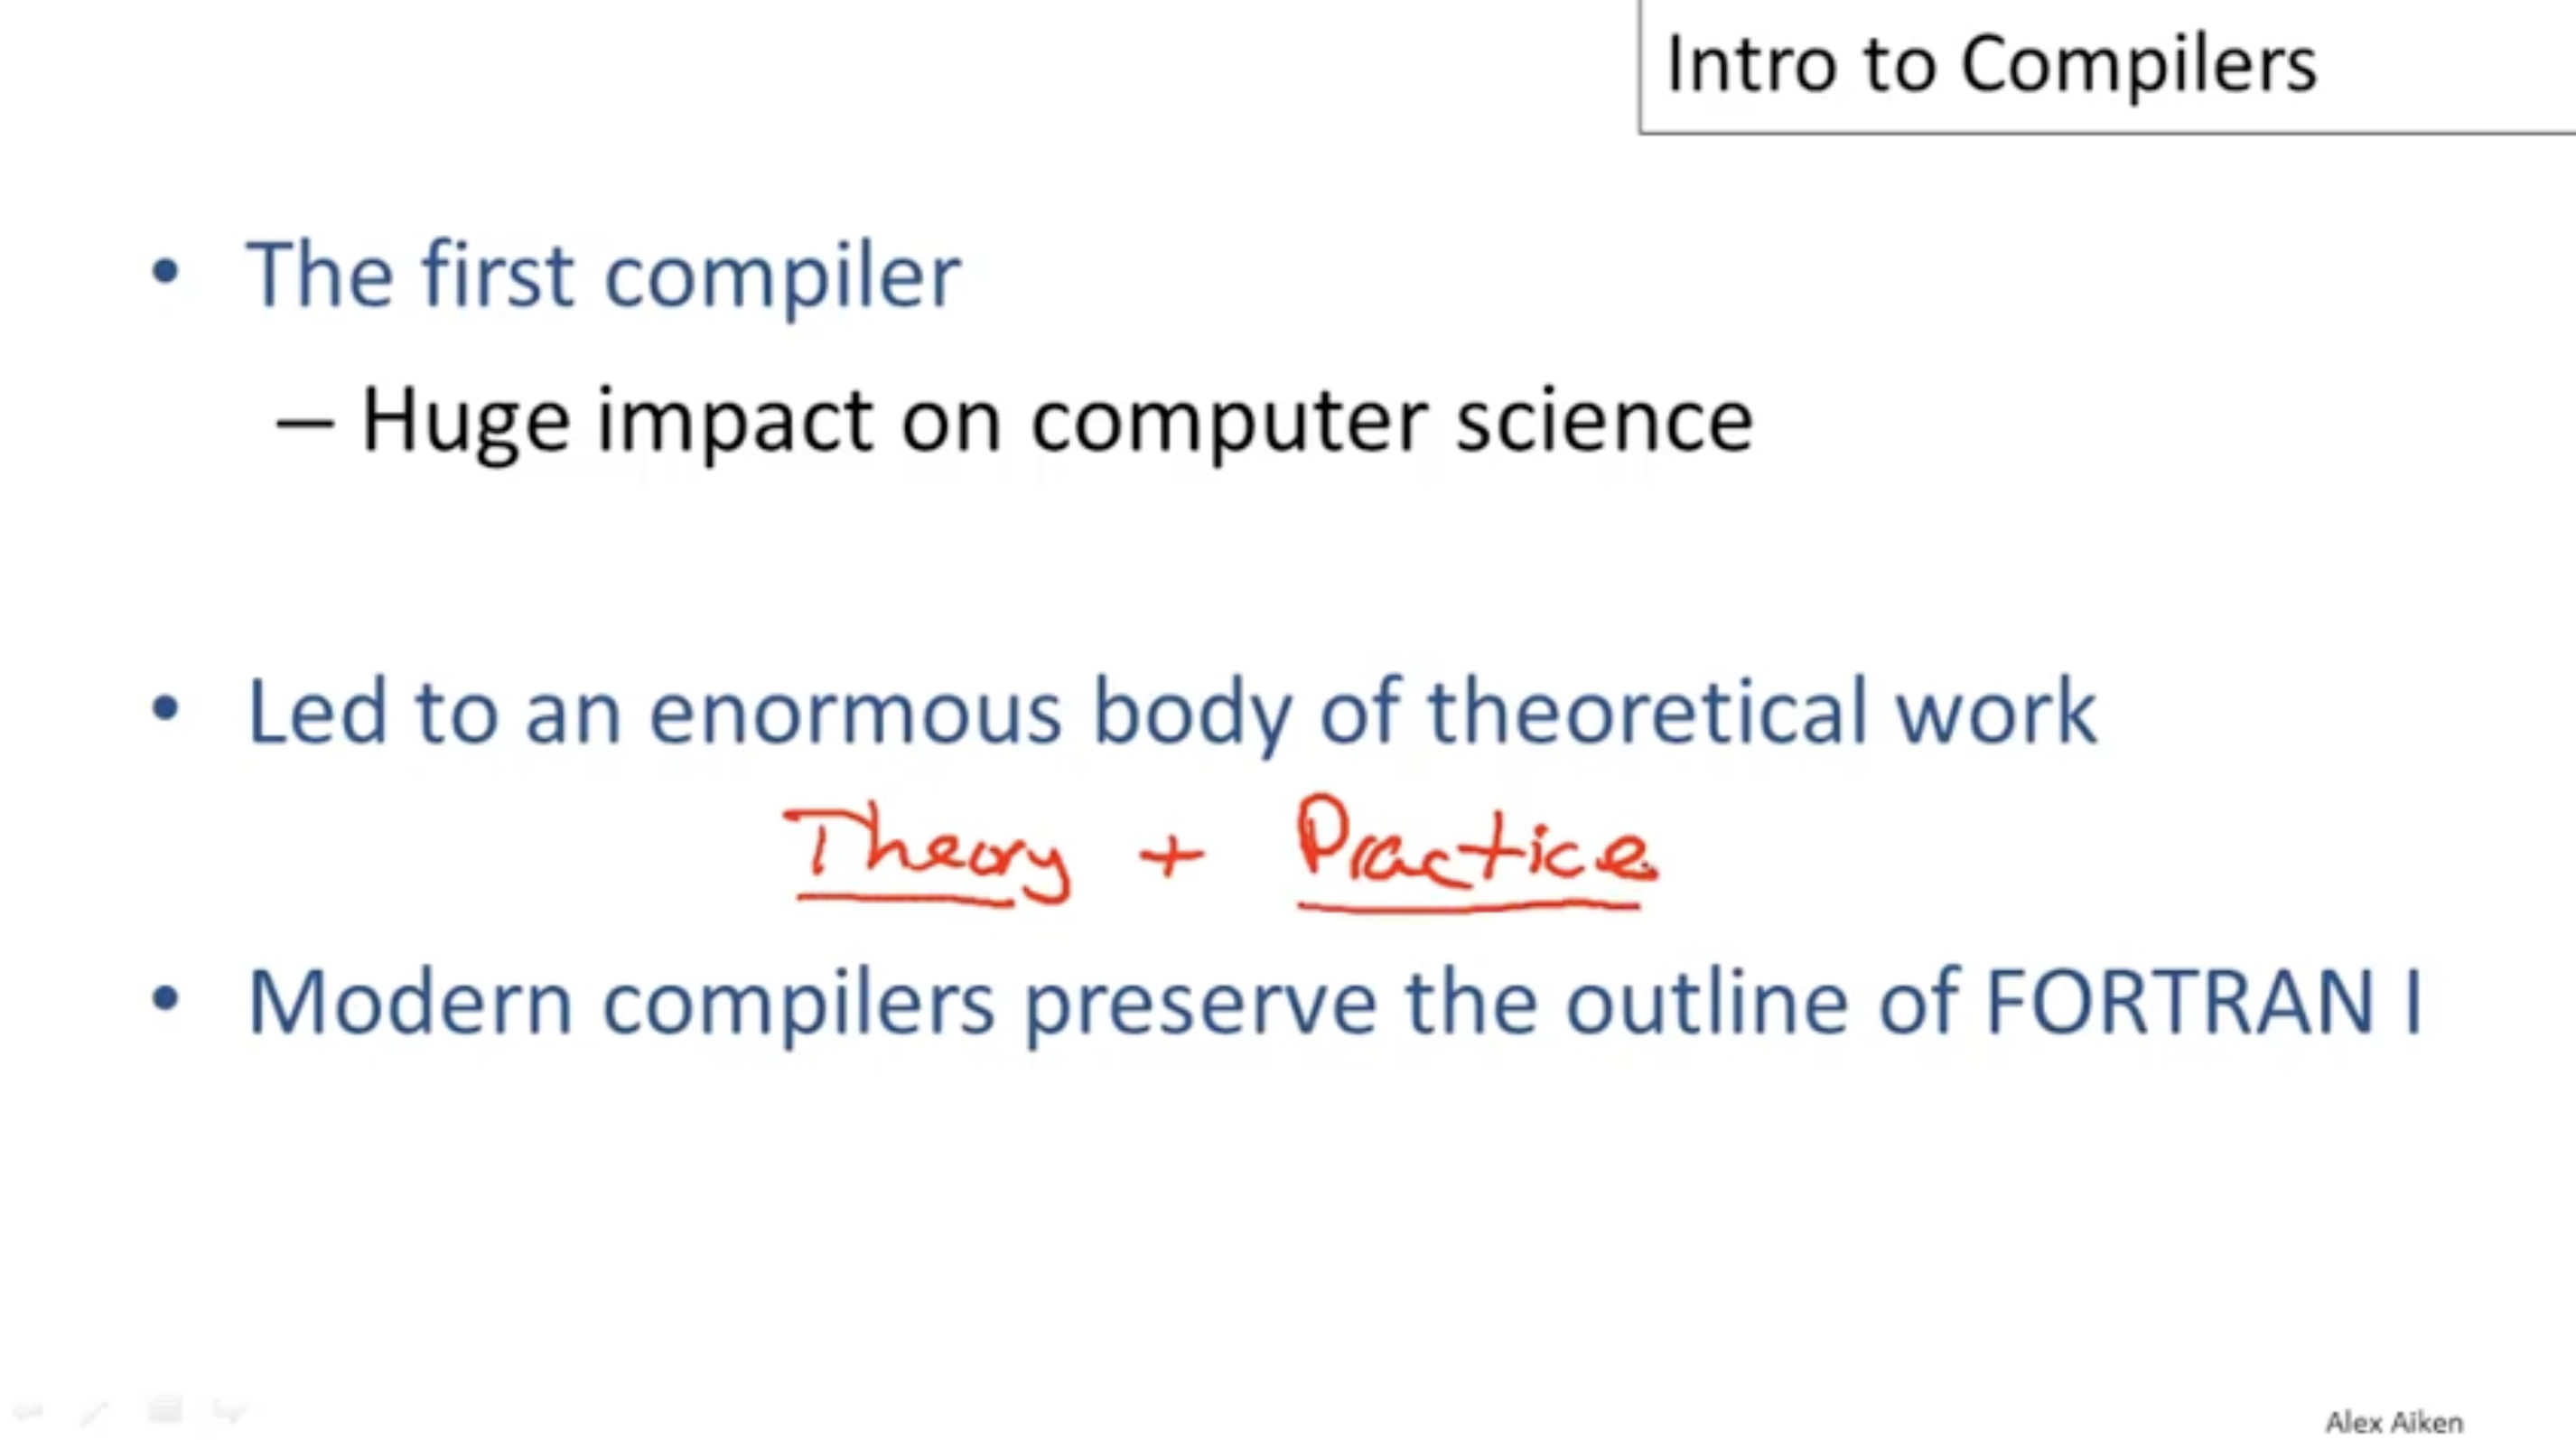 Intro to Compilers
• The first compiler
– Huge impact on computer science
• Led to an enormous body of theoretical work
Theory + Practice
• Modern compilers preserve the outline of FORTRAN I
Alex Aiken